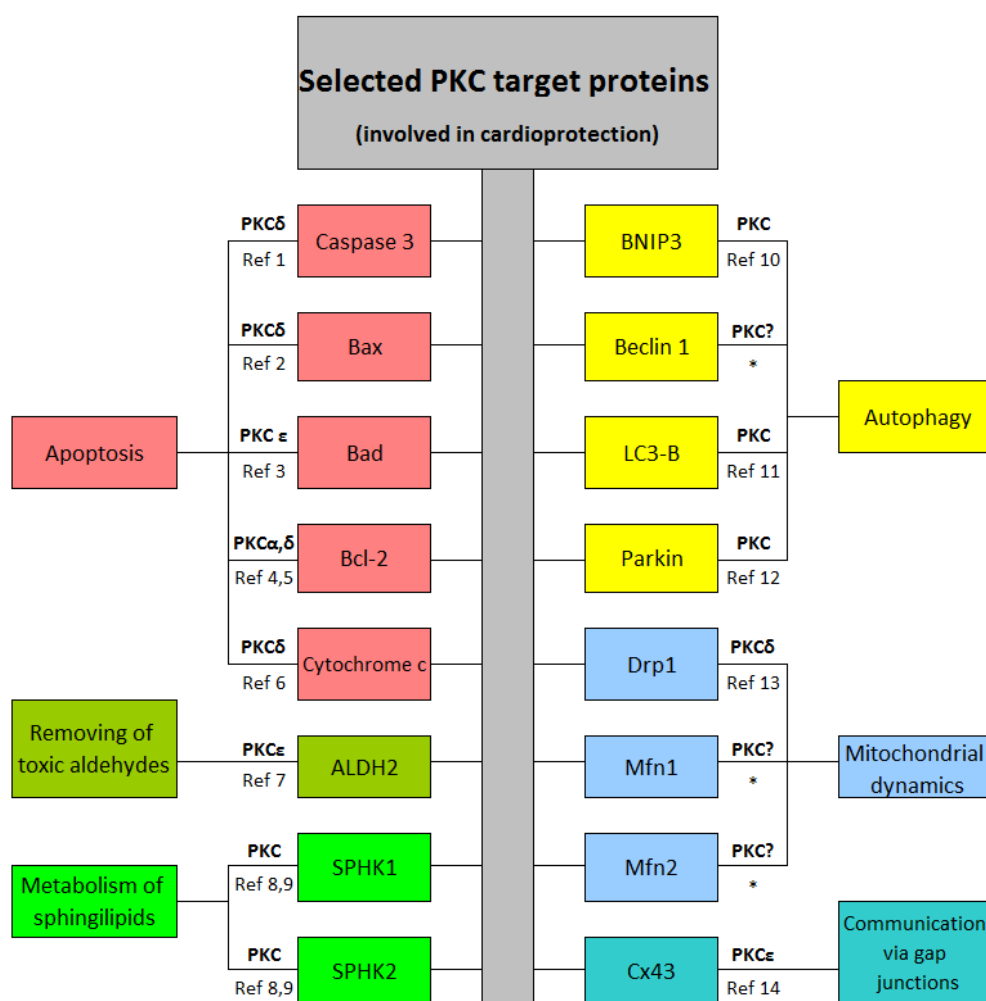 Selected PKC target proteins
(involved in cardioprotection)
PKCδ
Ref 1
Caspase 3
PKCδ
Ref 2
Bax
Apoptosis
PKC ε
Ref 3
Bad
PKCα,δ
Ref 4,5
Bcl-2
PKCδ
Ref 6
Cytochrome c
Removing of
toxic aldehydes
PKCε
Ref 7
ALDH2
Metabolism of
sphingilipids
PKC
Ref 8,9
SPHK1
PKC
Ref 8,9
SPHK2
BNIP3
PKC
Ref 10
Beclin 1
PKC?
*
Autophagy
LC3-B
PKC
Ref 11
Parkin
PKC
Ref 12
Drp1
PKCδ
Ref 13
Mfn1
PKC?
*
Mitochondrial
dynamics
Mfn2
PKC?
*
Cx43
PKCε
Ref 14
Communication
via gap
junctions